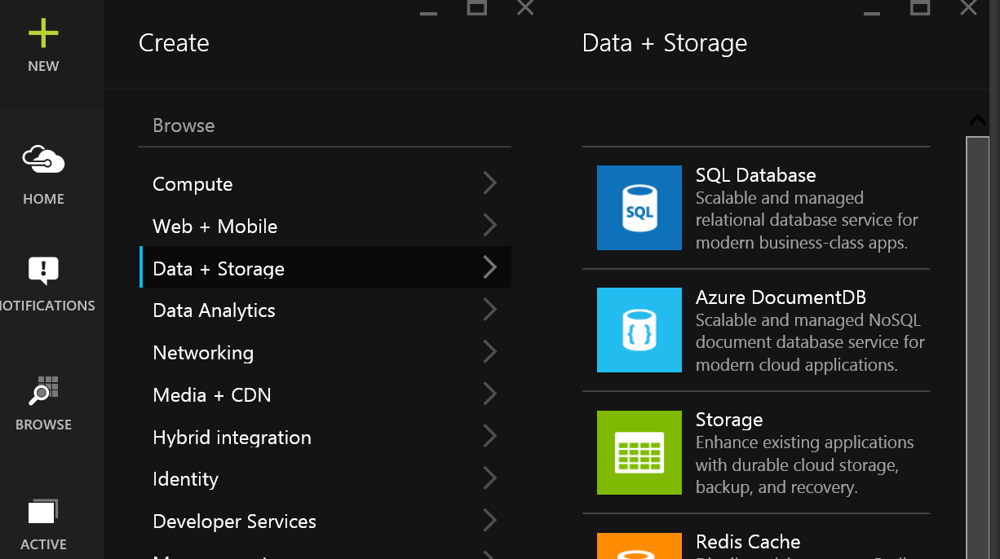 NEW
HOME
NOTIFICATIONS
BROWSE
ACTIVE
Create
Browse
Compute
Web + Mobile
Data + Storage
Data Analytics
Networking
Media + CDN
Hybrid integration
Identity
Developer Services
Data + Storage
SQL
SQL Database
Scalable and managed
relational database service for
modern business-class apps.
{ }
Azure DocumentDB
Scalable and managed NoSQL
document database service for
modern cloud applications.
Storage
Enhance existing applications
with durable cloud storage,
backup, and recovery.
Redis Cache